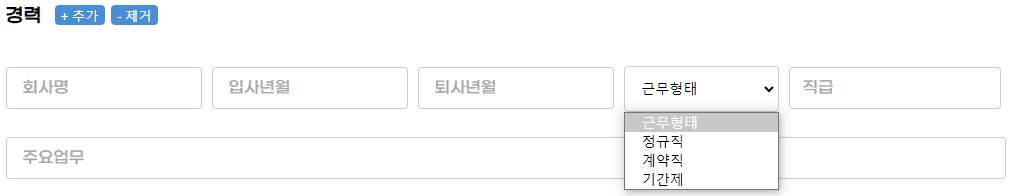 경력 + 추가 - 제거
회사명 입사년월 퇴사년월 근무형태 직급
근무형태
정규직
주요업무 계약직
기간제